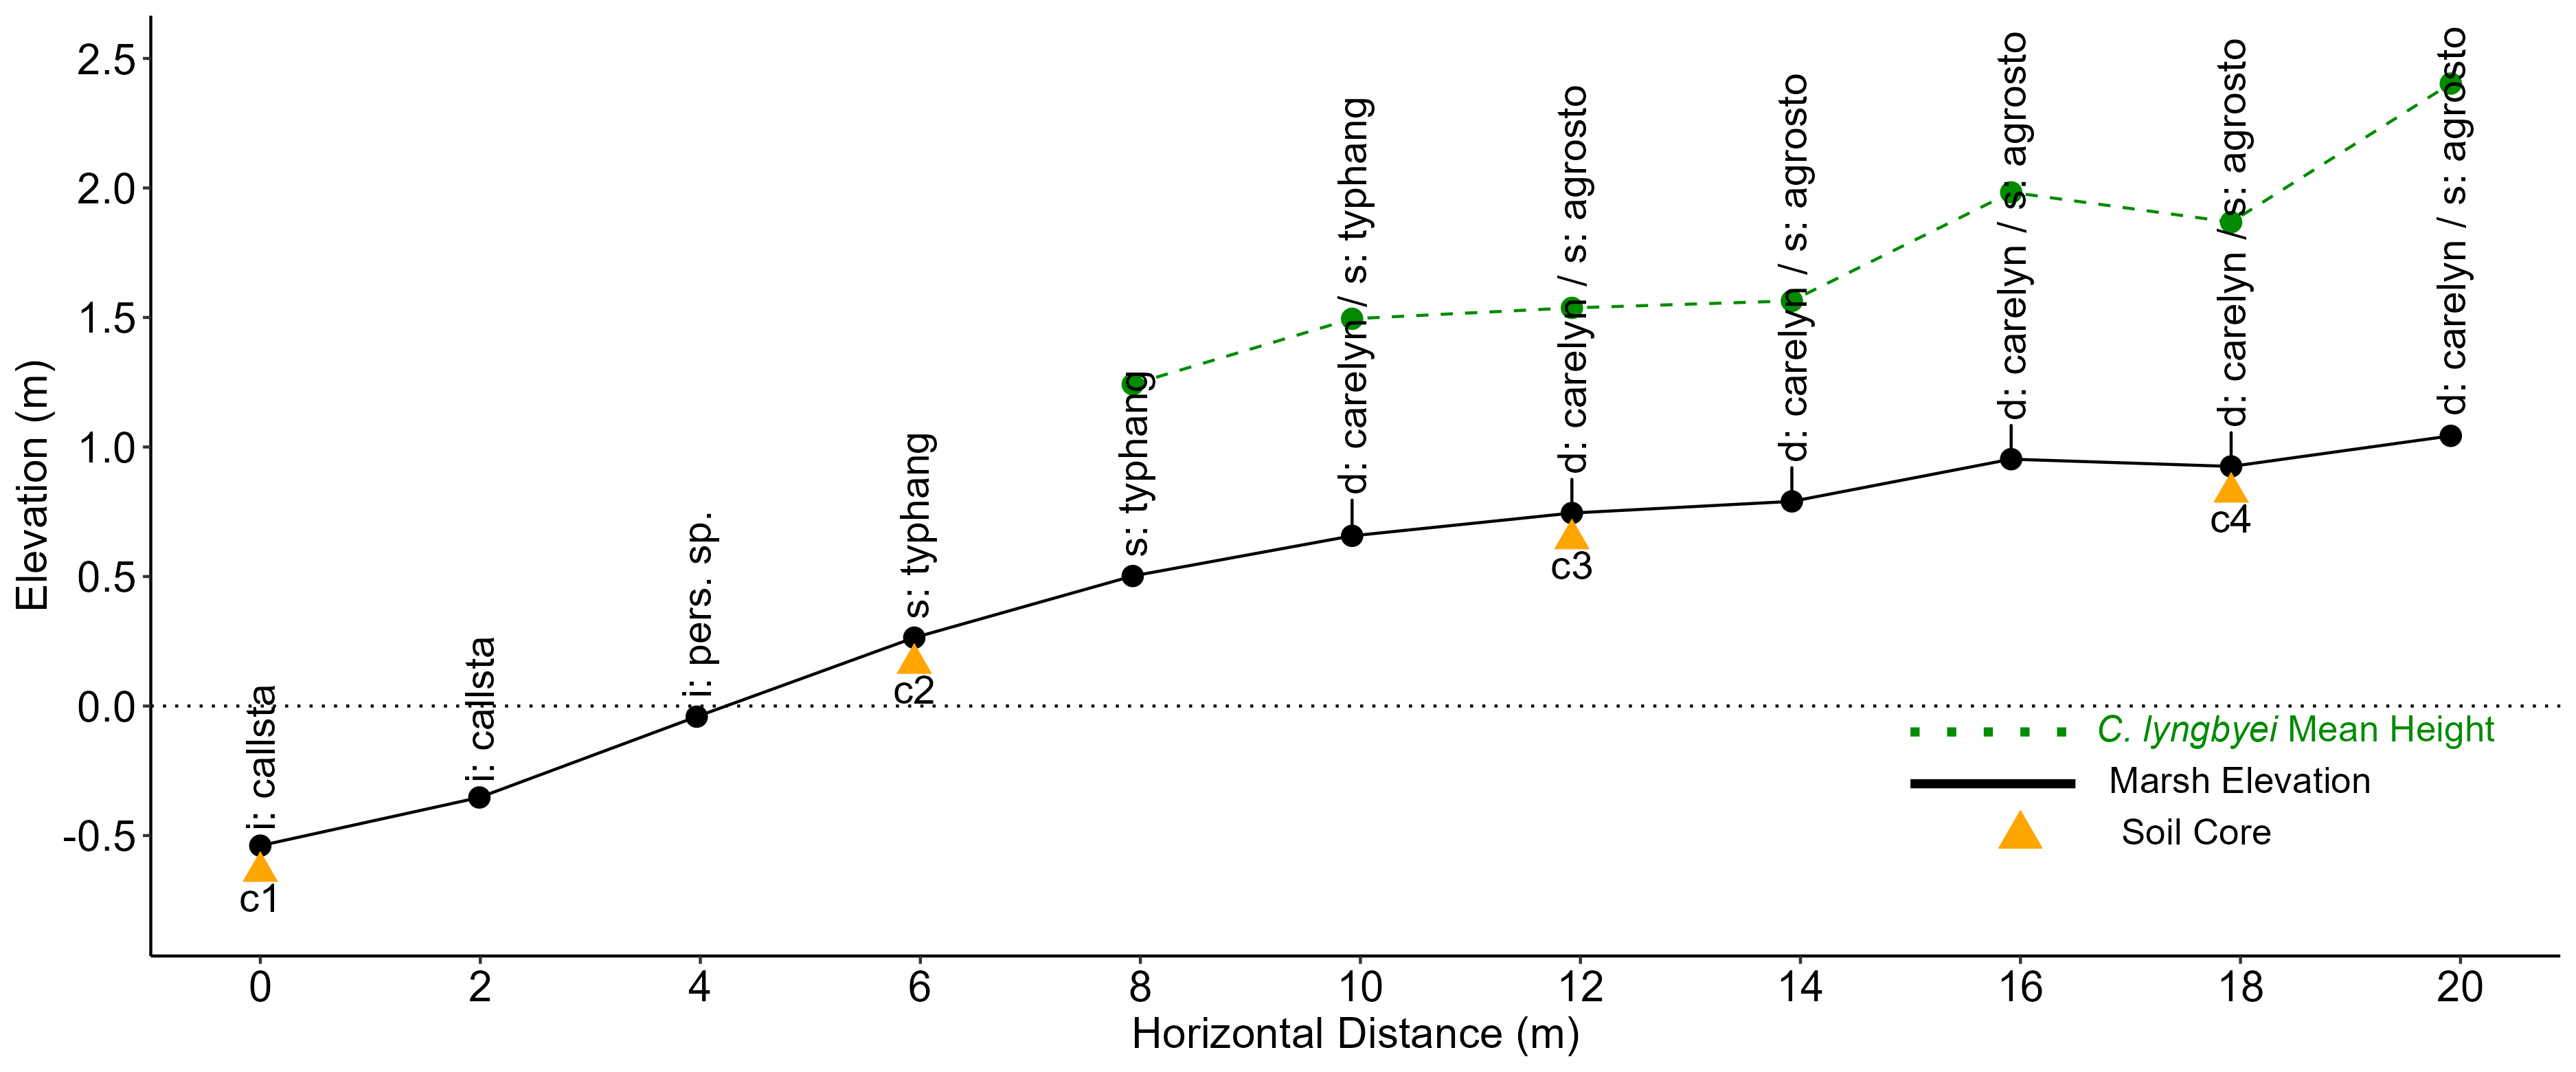 2.5
2.0
1.5
1.0
0.5
0.0
-0.5
Elevation (m)
i: callsta
i: callsta
i: pers. sp.
s: typhang
s: typhang
d: carelyn / s: typhang
d: carelyn / s: agrosto
d: carelyn / s: agrosto
d: carelyn / s: agrosto
d: carelyn / s: agrosto
d: carelyn / s: agrosto
c1
c2
c3
c4
C. lyngbyei Mean Height
Marsh Elevation
Soil Core
0 2 4 6 8 10 12 14 16 18 20
Horizontal Distance (m)